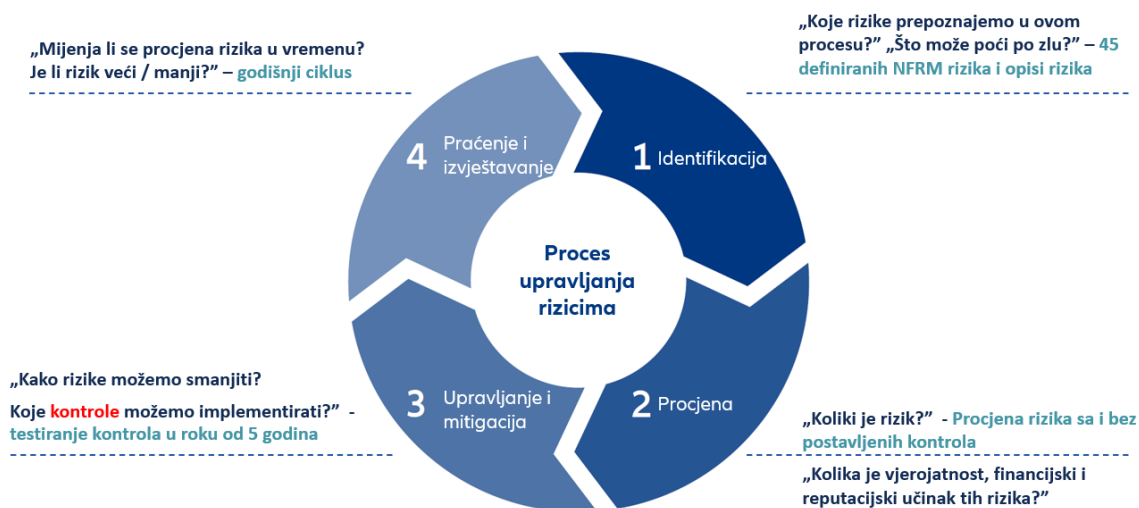 „Mijenja li se procjena rizika u vremenu?
Je li rizik veći / manji?” – godišnji ciklus
„Koje rizike prepoznajemo u ovom
procesu?” „Što može poći po zlu?” – 45
definiranih NFRM rizika i opisi rizika
4 Praćenje i
izvještavanje
1 Identifikacija
Proces
upravljanja
rizicima
„Kako rizike možemo smanjiti?
Koje kontrole možemo implementirati?” -
testiranje kontrola u roku od 5 godina
3 Upravljanje i
mitigacija
2 Procjena
„Koliki je rizik?” - Procjena rizika sa i bez
postavljenih kontrola
„Kolika je vjerojatnost, financijski i
reputacijski učinak tih rizika?”